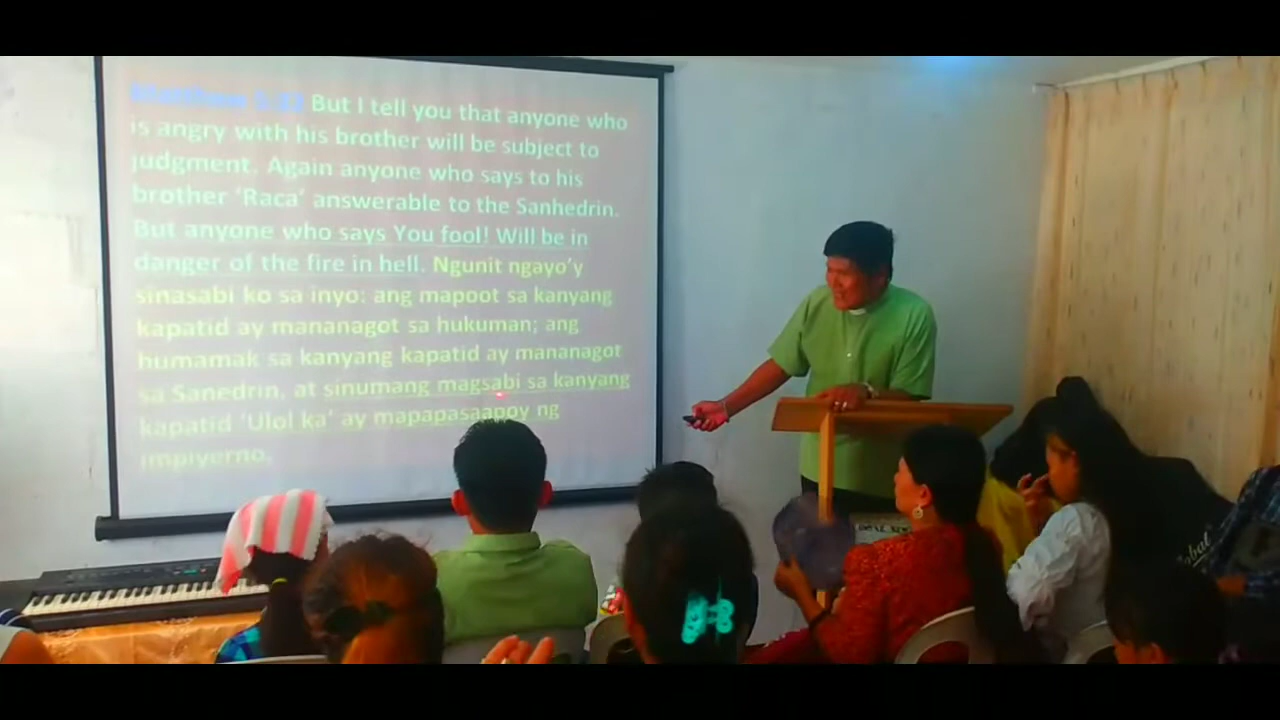 Matthew 5:22 But I tell you that anyone who
is angry with his brother will be subject to
judgment. Again anyone who says to his
brother ‘Raca’ answerable to the Sanhedrin.
But anyone who says You fool! Will be in
danger of the fire in hell. Ngunit ngayo’y
sinasabi ko sa inyo: ang mapoot sa kanyang
kapatid ay mananagot sa hukuman; ang
humamak sa kanyang kapatid ay mananagot
sa Sanedrin, at sinumang magsabi sa kanyang
kapatid ‘Ulol ka’ ay mapapasaapoy ng
impiyerno.